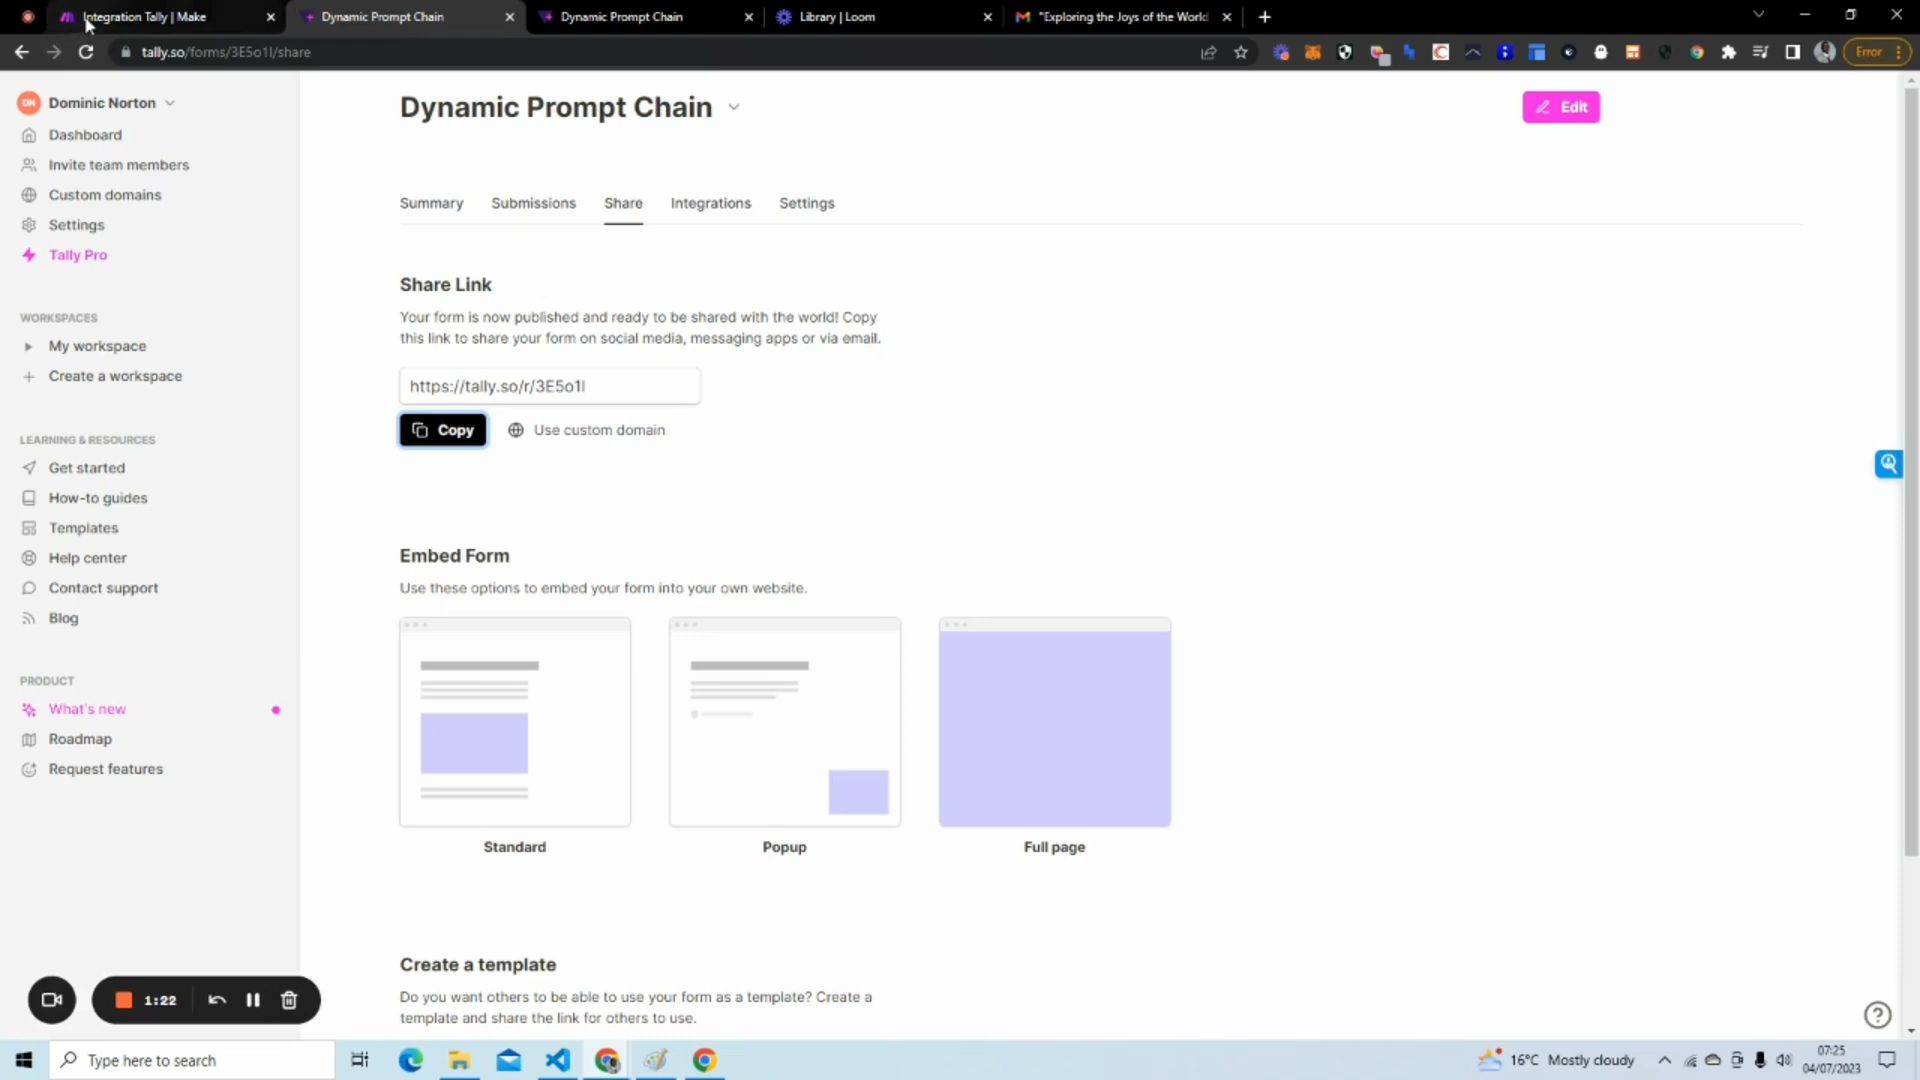 Integration Tally | Make
Dynamic Prompt Chain
Dynamic Prompt Chain
Library | Loom
"Exploring the Joys of the World
tally.so/forms/3E5o1l/share
Error
DN
Dominic Norton
Dashboard
Invite team members
Custom domains
Settings
Tally Pro
WORKSPACES
My workspace
Create a workspace
LEARNING & RESOURCES
Get started
How-to guides
Templates
Help center
Contact support
Blog
PRODUCT
What's new
Roadmap
Request features
Dynamic Prompt Chain
Edit
Summary
Submissions
Share
Integrations
Settings
Share Link
Your form is now published and ready to be shared with the world! Copy
this link to share your form on social media, messaging apps or via email.
https://tally.so/r/3E5o1l
Copy
Use custom domain
Embed Form
Use these options to embed your form into your own website.
Standard
Popup
Full page
Create a template
Do you want others to be able to use your form as a template? Create a
template and share the link for others to use.
1:22
Type here to search
16°C Mostly cloudy
07:25
04/07/2023